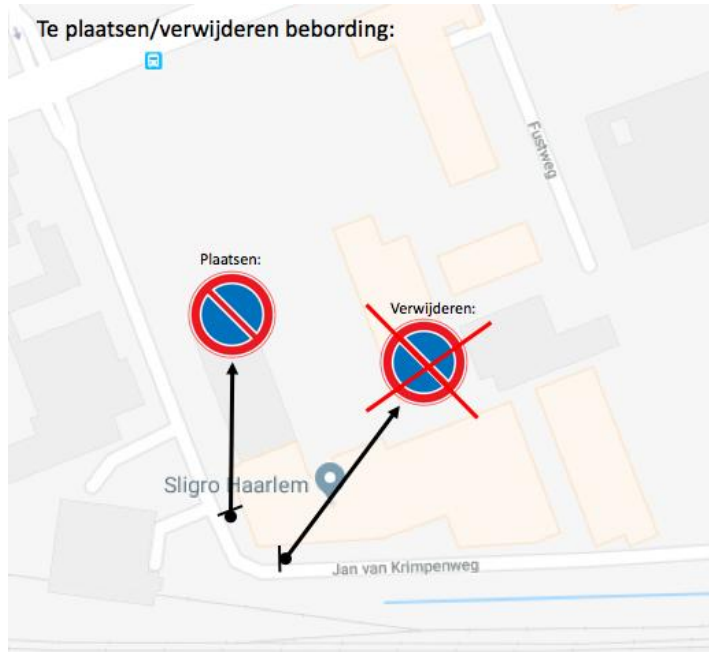 Te plaatsen/verwijderen bebording:
Fustweg
Plaatsen:
Verwijderen:
Sligro Haarlem
Jan van Krimpenweg